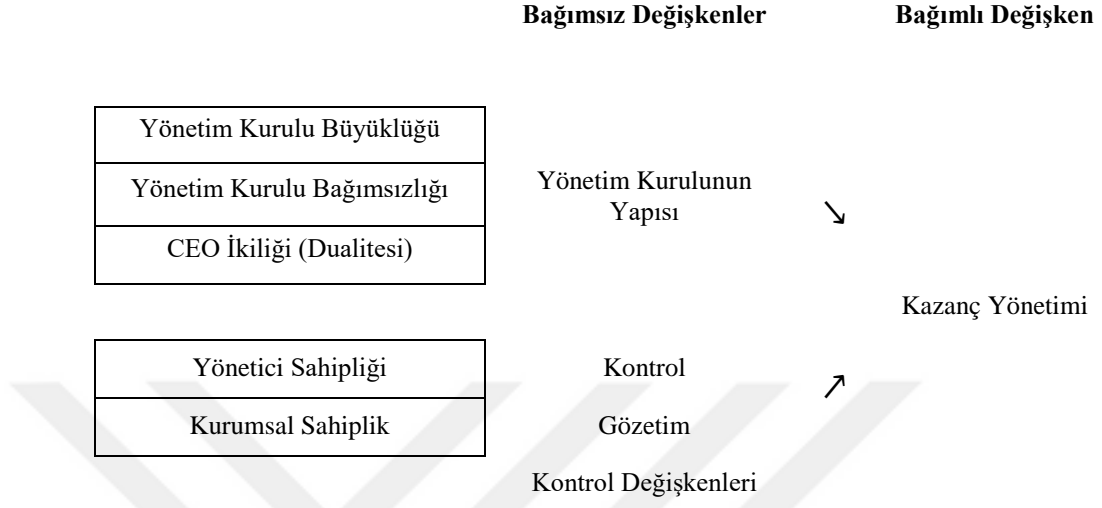 Bağımsız Değişkenler Bağımlı Değişken
Yönetim Kurulu Büyüklüğü
Yönetim Kurulu Bağımsızlığı
CEO İkiliği (Dualitesi)
Yönetim Kurulunun
Yapısı
↘
Kazanç Yönetimi
Yönetici Sahipliği
Kurumsal Sahiplik
Kontrol
Gözetim
↗
Kontrol Değişkenleri